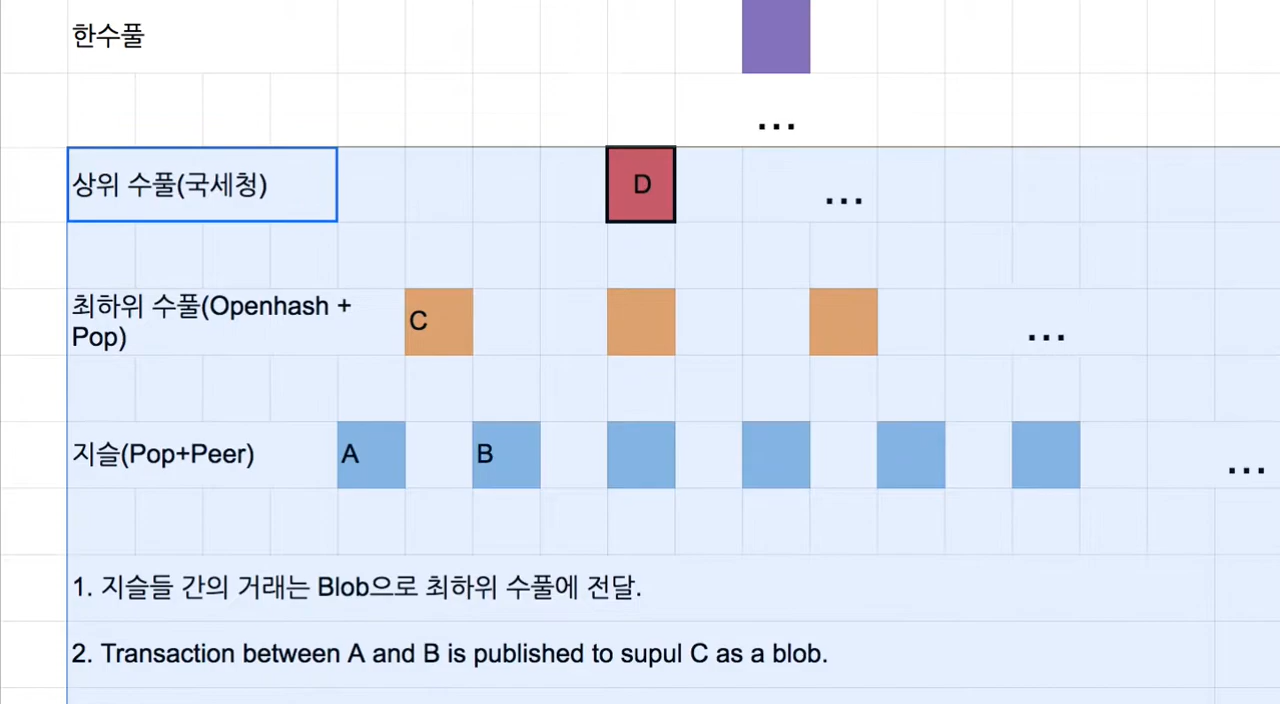 한수풀
...
상위 수풀(국세청)
D
...
최하위 수풀(Openhash +
Pop)
C
...
지슬(Pop+Peer)
A
B
...
1. 지슬들 간의 거래는 Blob으로 최하위 수풀에 전달.
2. Transaction between A and B is published to supul C as a blob.